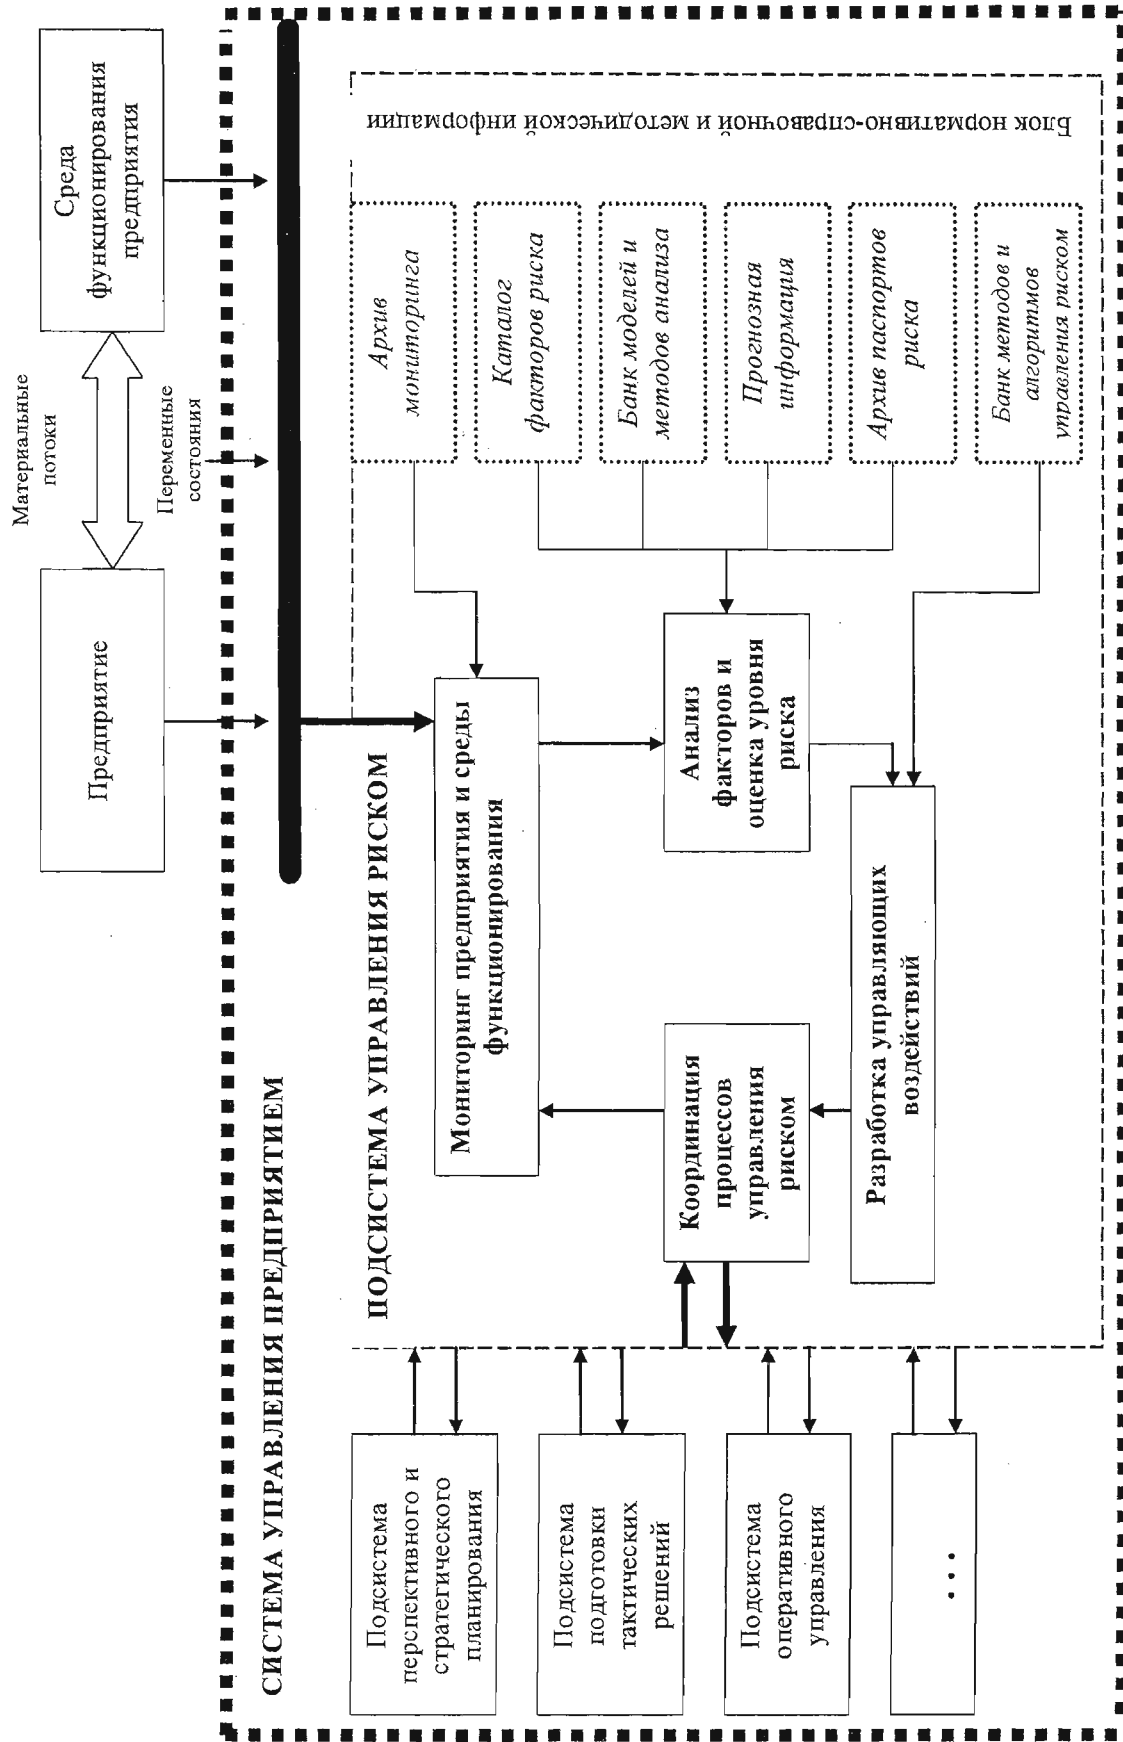 Предприятие
Материальные
потоки
Переменные
состояния
Среда
функционирования
предприятия
СИСТЕМА УПРАВЛЕНИЯ ПРЕДПРИЯТИЕМ
ПОДСИСТЕМА УПРАВЛЕНИЯ РИСКОМ
Подсистема
перспективного и
стратегического
планирования
Подсистема
подготовки
тактических
решений
Подсистема
оперативного
управления
...
Мониторинг предприятия и среды
функционирования
Координация
процессов
управления
риском
Анализ
факторов и
оценка уровня
риска
Разработка управляющих
воздействий
Архив
мониторинга
Каталог
факторов риска
Банк моделей и
методов анализа
Прогнозная
информация
Архив паспортов
риска
Банк методов и
алгоритмов
управления риском
Блок нормативно-справочной и методической информации